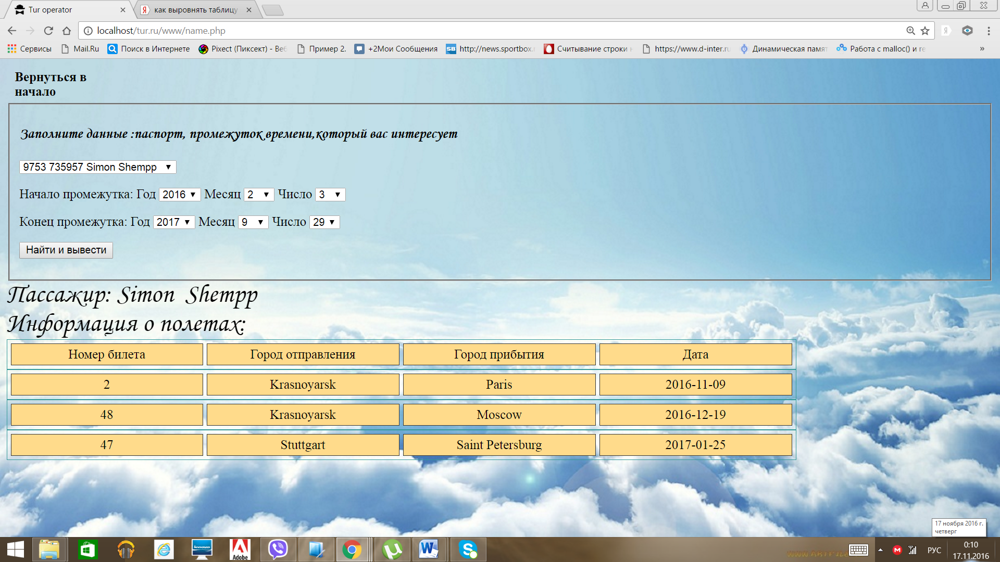 Tur operator
как выровнять таблицу
localhost/tur.ru/www/name.php
Сервисы Mail.Ru Поиск в Интернете Pixect (Пиксект) - Веб Пример 2. +2Мои Сообщения http://news.sportbox.r Считывание строки https://www.d-inter.ru Динамическая памят Работа с malloc() и re »
Вернуться в
начало
Заполните данные :паспорт, промежуток времени,который вас интересует
9753 735957 Simon Shempp
Начало промежутка: Год 2016 Месяц 2 Число 3
Конец промежутка: Год 2017 Месяц 9 Число 29
Найти и вывести
Пассажир: Simon Shempp
Информация о полетах:
Номер билета Город отправления Город прибытия Дата
2 Krasnoyarsk Paris 2016-11-09
48 Krasnoyarsk Moscow 2016-12-19
47 Stuttgart Saint Petersburg 2017-01-25
17 ноября 2016 г.
четверг
lenovo
Adobe
РУС
0:10
17.11.2016